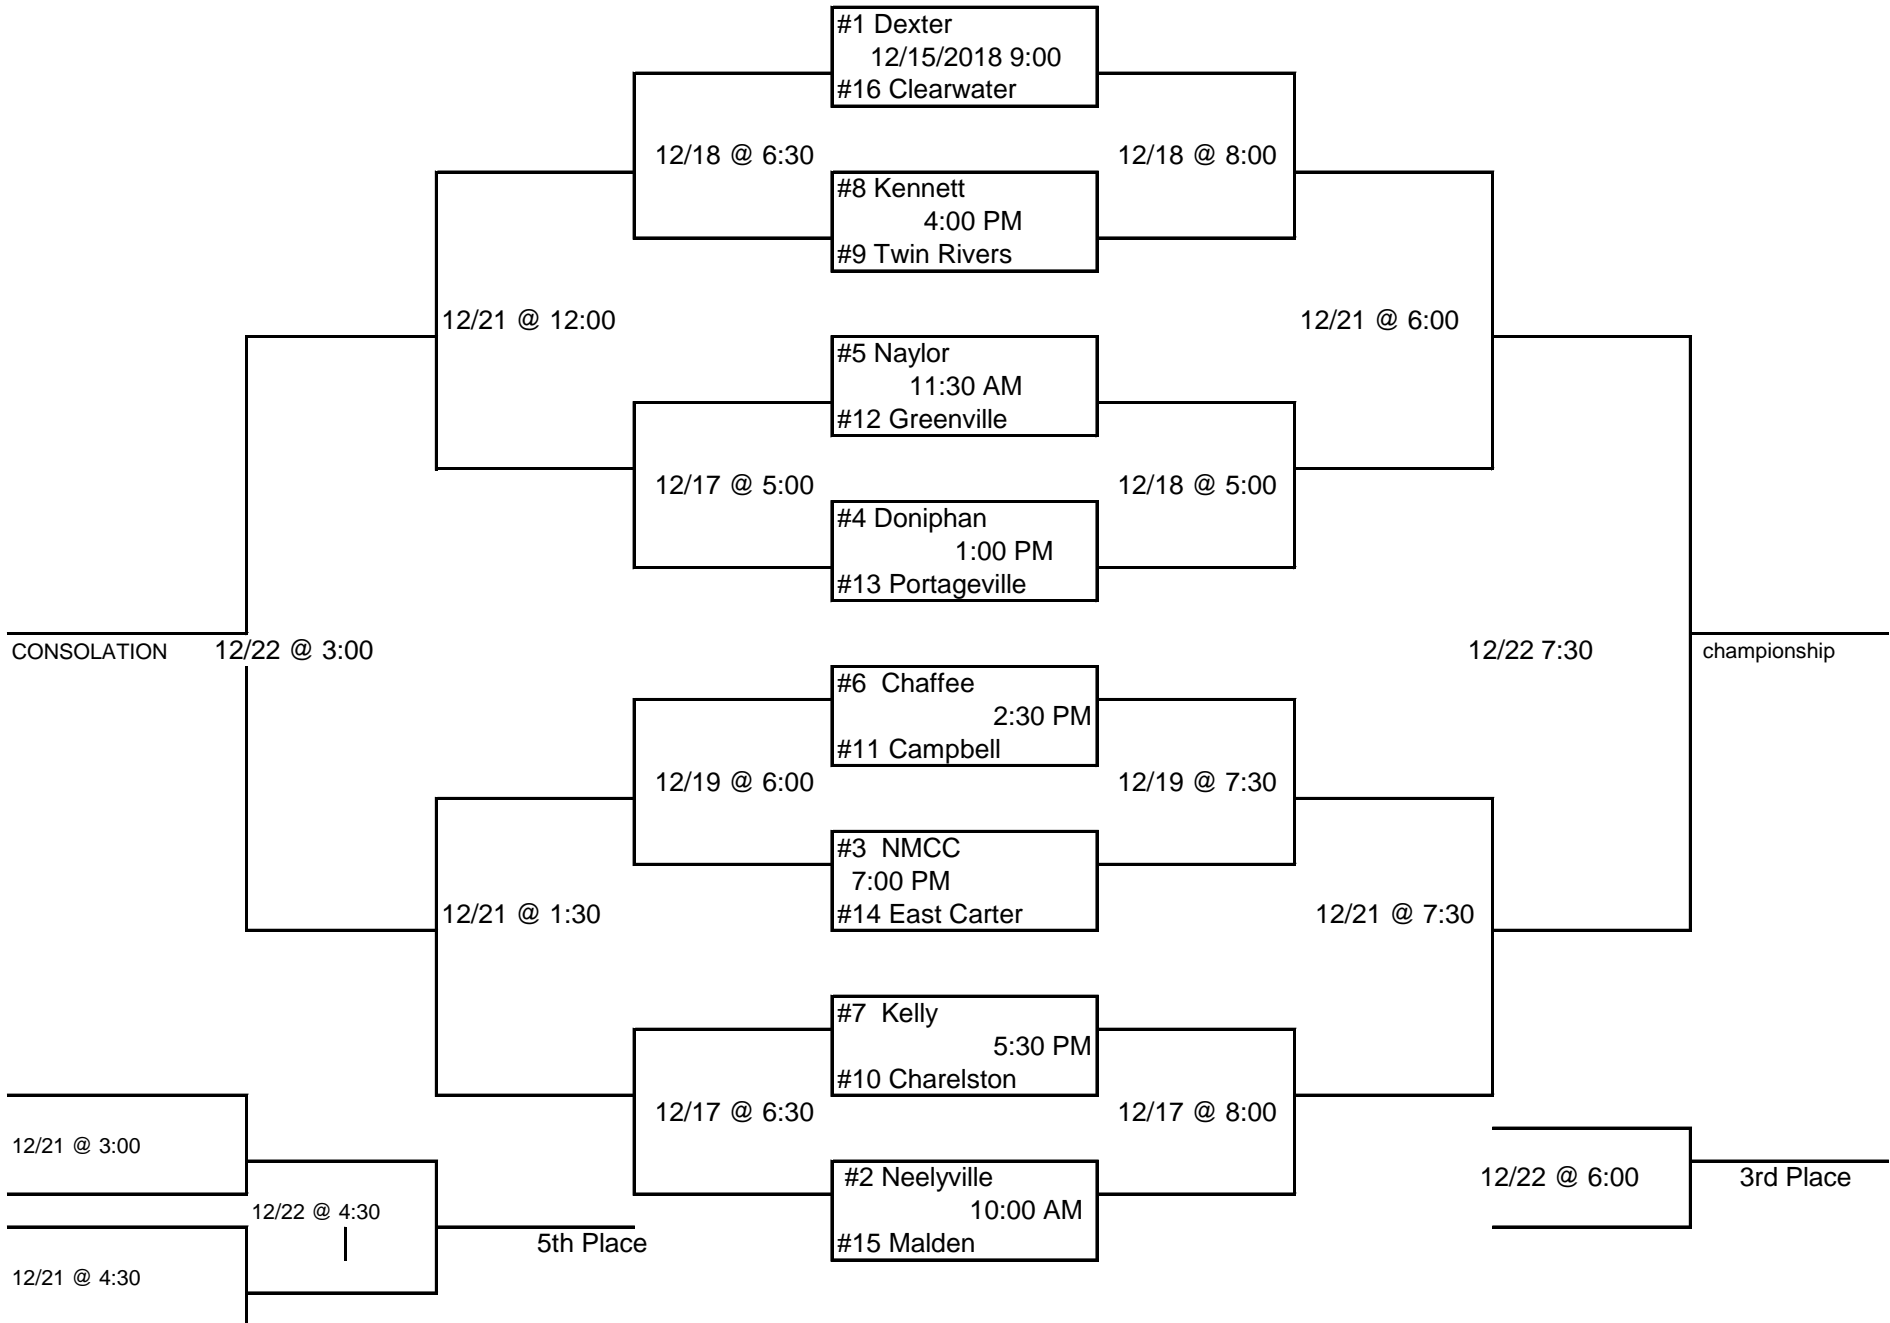 #1 Dexter
12/15/2018 9:00
#16 Clearwater
12/18 @ 6:30
12/18 @ 8:00
#8 Kennett
4:00 PM
#9 Twin Rivers
12/21 @ 12:00
12/21 @ 6:00
#5 Naylor
11:30 AM
#12 Greenville
12/17 @ 5:00
12/18 @ 5:00
#4 Doniphan
1:00 PM
#13 Portageville
CONSOLATION
12/22 @ 3:00
12/22 7:30
championship
#6 Chaffee
2:30 PM
#11 Campbell
12/19 @ 6:00
12/19 @ 7:30
#3 NMCC
7:00 PM
#14 East Carter
12/21 @ 1:30
12/21 @ 7:30
#7 Kelly
5:30 PM
#10 Charelston
12/17 @ 6:30
12/17 @ 8:00
12/21 @ 3:00
#2 Neelyville
10:00 AM
#15 Malden
12/22 @ 6:00
3rd Place
12/22 @ 4:30
5th Place
12/21 @ 4:30